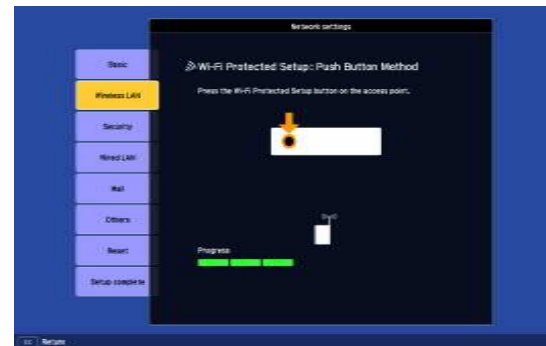 Network settings
Basic
Wireless LAN
Security
Wired LAN
Mail
Others
Reset
Setup complete
Wi-Fi Protected Setup: Push Button Method
Press the Wi-Fi Protected Setup button on the access point.
Progress
Return